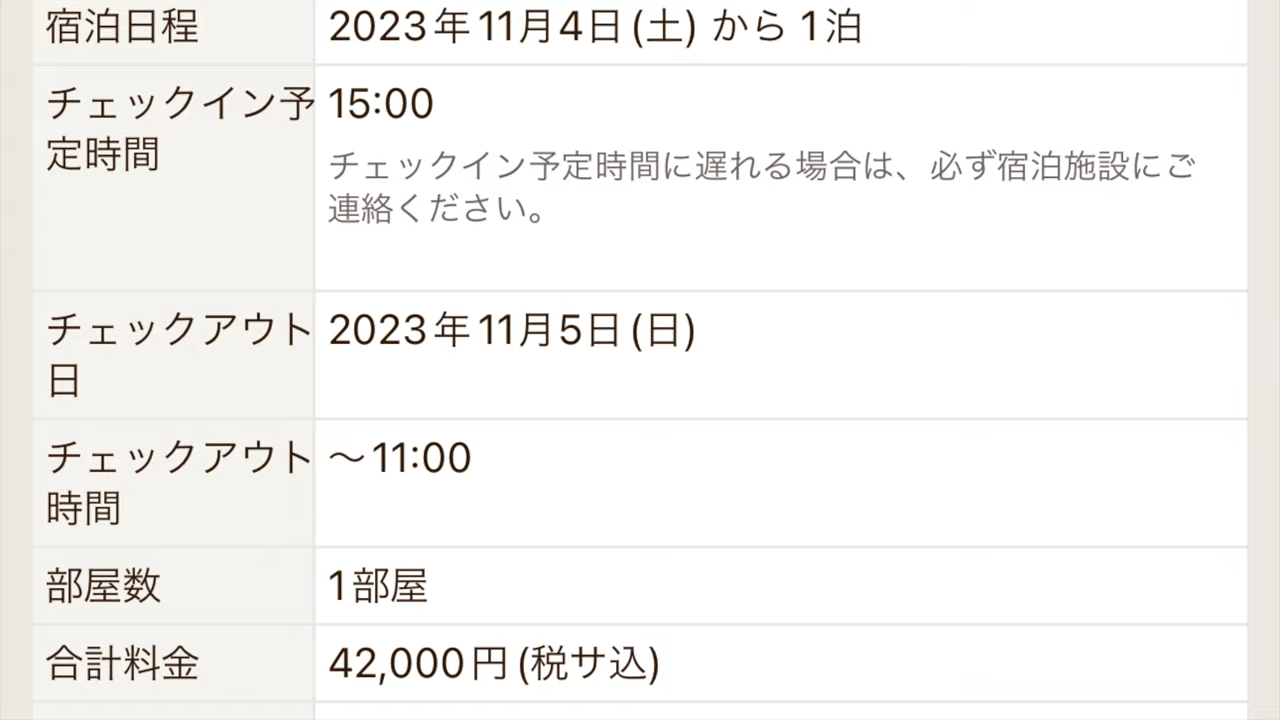 宿泊日程
2023年11月4日(土) から 1泊
チェックイン予
定時間
15:00
チェックイン予定時間に遅れる場合は、必ず宿泊施設にご
連絡ください。
チェックアウト
日
2023年11月5日(日)
チェックアウト
時間
〜11:00
部屋数
1部屋
合計料金
42,000円(税サ込)